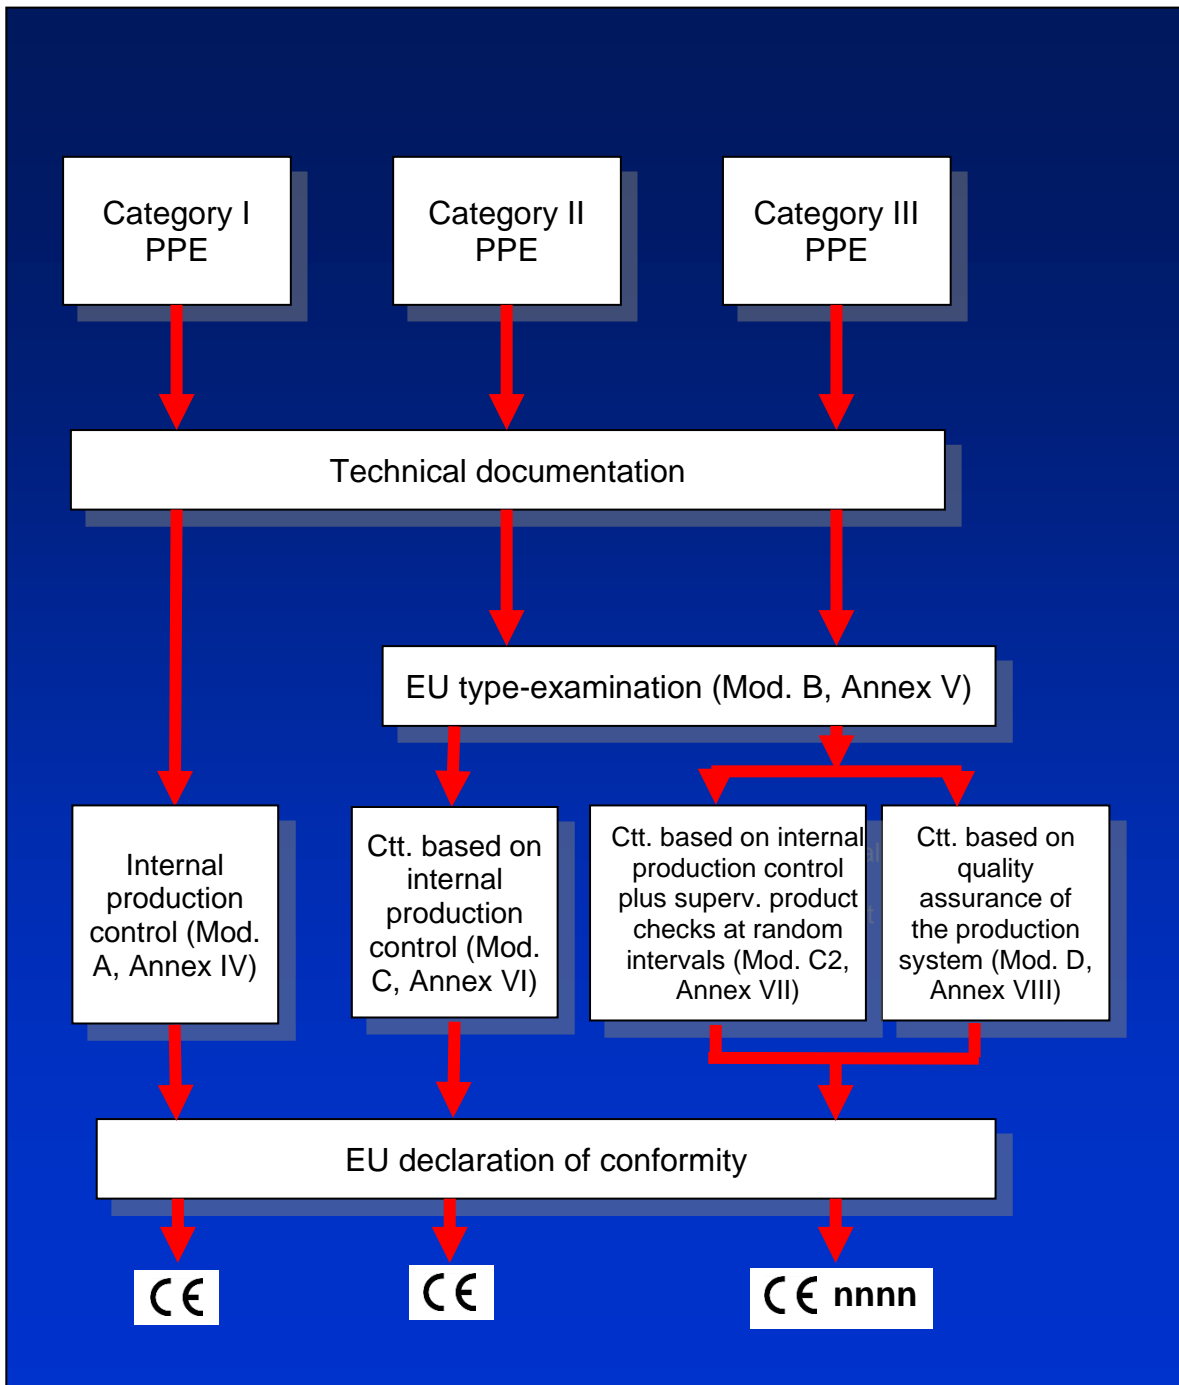 Category I
PPE
Category II
PPE
Category III
PPE
Technical documentation
EU type-examination (Mod. B, Annex V)
Internal
production
control (Mod.
A, Annex IV)
Ctt. based on
internal
production
control (Mod.
C, Annex VI)
Ctt. based on internal
production control
plus superv. product
checks at random
intervals (Mod. C2,
Annex VII)
Ctt. based on
quality
assurance of
the production
system (Mod. D,
Annex VIII)
EU declaration of conformity
CE
CE
CE nnnn